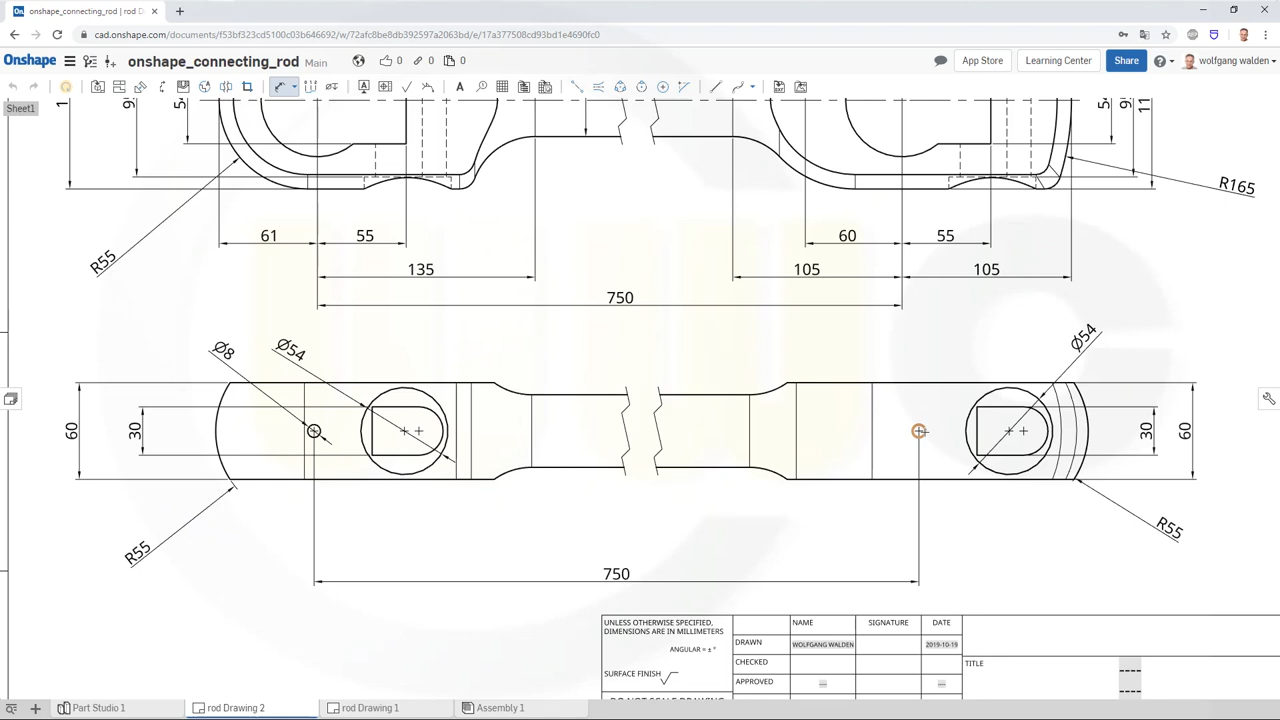 onshape_connecting_rod | rod D
cad.onshape.com/documents/f53bf323cd5100c03b646692/w/72afc8be8db392597a2063bd/e/17a377508cd93bd1e4690fc0
Onshape onshape_connecting_rod Main 0 0 0 App Store Learning Center Share wolfgang walden
Sheet1
R165
R55
61 55 60 55
135 105 105
750
Ø8 Ø54 Ø54
60 30 30 60
R55 R55
750
UNLESS OTHERWISE SPECIFIED,
DIMENSIONS ARE IN MILLIMETERS
ANGULAR = ± °
SURFACE FINISH
NAME SIGNATURE DATE
DRAWN WOLFGANG WALDEN 2019-10-19
CHECKED
APPROVED
TITLE
DO NOT SCALE DRAWING
Part Studio 1 rod Drawing 2 rod Drawing 1 Assembly 1